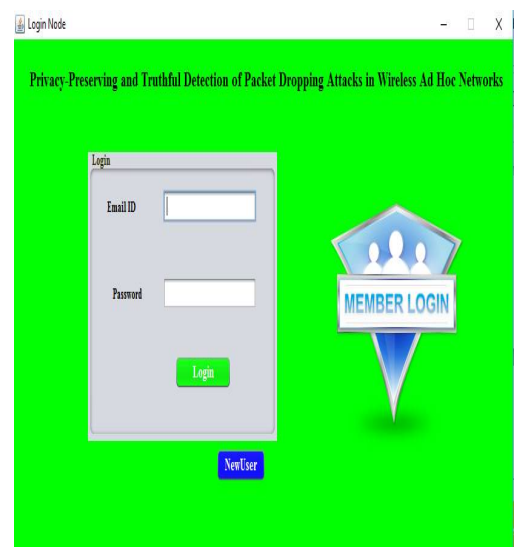 Login Node
Privacy-Preserving and Truthful Detection of Packet Dropping Attacks in Wireless Ad Hoc Networks
Login
Email ID
Password
MEMBER LOGIN
Login
NewUser